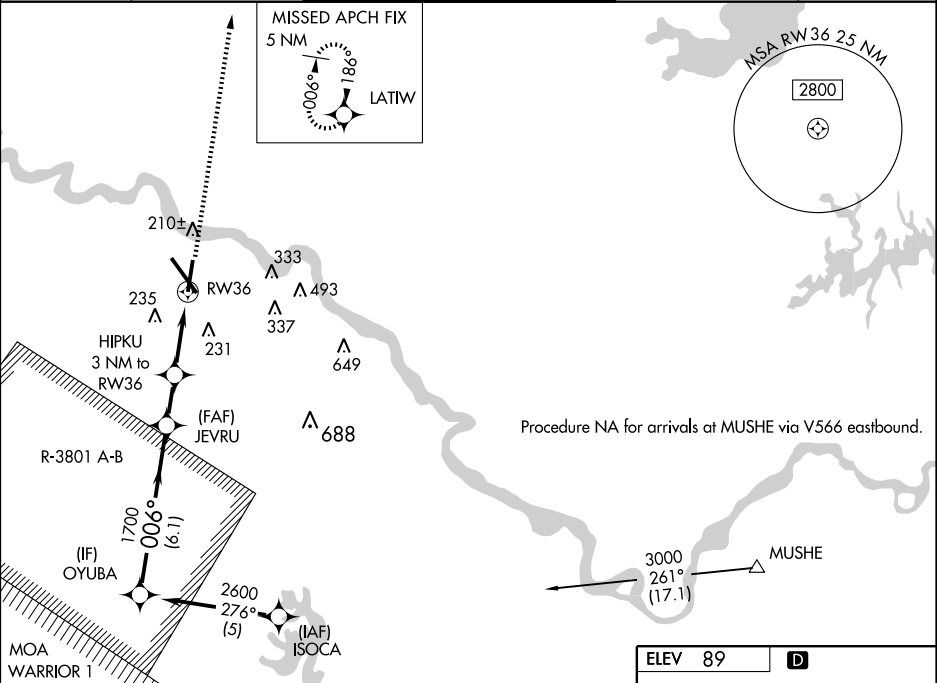 MISSED APCH FIX
5 NM
006°
186°
LATIW
MSA RW36 25 NM
2800
210±
333
RW36
493
235
337
231
HIPKU
3 NM to
RW36
649
(FAF)
JEVRU
688
Procedure NA for arrivals at MUSHE via V566 eastbound.
R-3801 A-B
1700
006°
(6.1)
(IF)
OYUBA
3000
261°
(17.1)
MUSHE
2600
276°
(5)
(IAF)
ISOCA
MOA
WARRIOR 1
ELEV 89
D